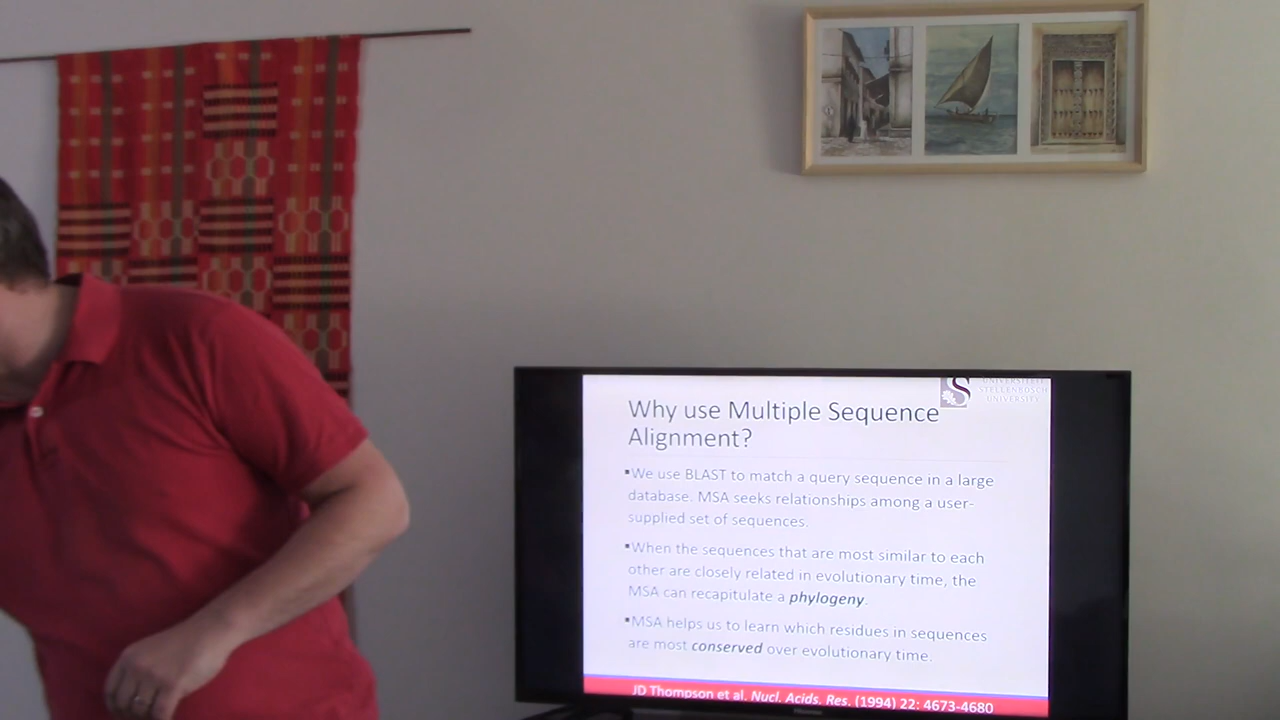 UNIVERSITEIT
STELLENBOSCH
UNIVERSITY
Why use Multiple Sequence
Alignment?
▪We use BLAST to match a query sequence in a large
database. MSA seeks relationships among a user-
supplied set of sequences.
▪When the sequences that are most similar to each
other are closely related in evolutionary time, the
MSA can recapitulate a phylogeny.
▪MSA helps us to learn which residues in sequences
are most conserved over evolutionary time.
JD Thompson et al. Nucl. Acids. Res. (1994) 22: 4673-4680